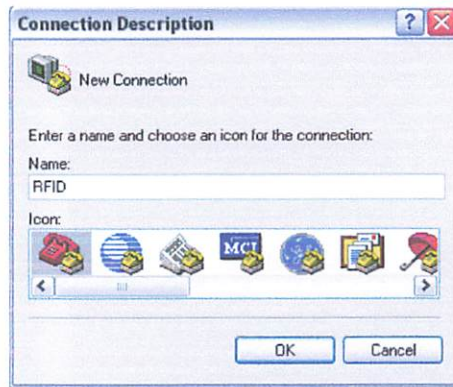 Connection Description
New Connection
Enter a name and choose an icon for the connection:
Name:
RFID
Icon:
MCI
OK
Cancel